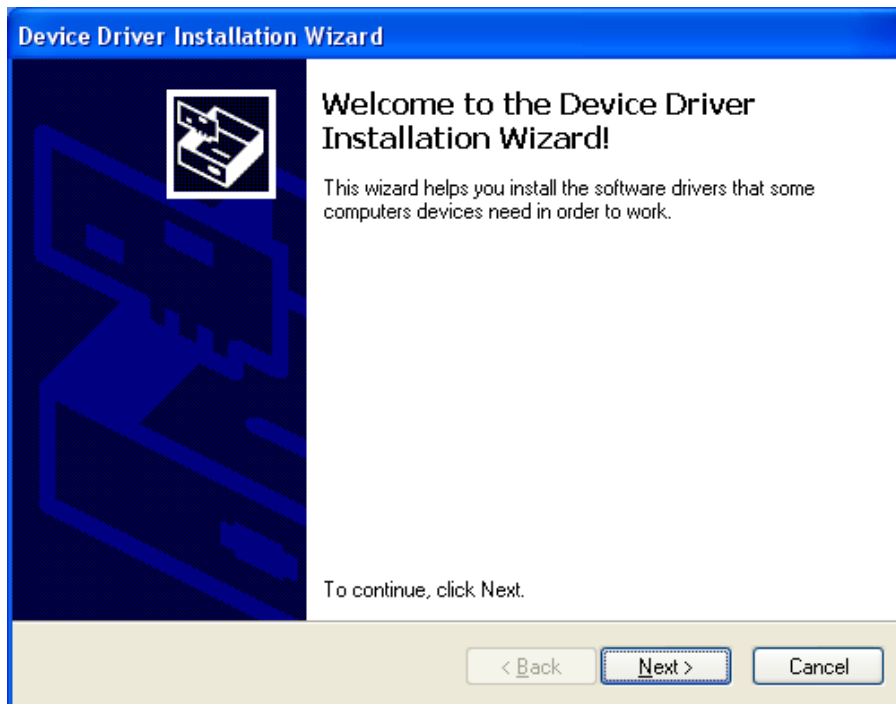 Device Driver Installation Wizard
Welcome to the Device Driver
Installation Wizard!
This wizard helps you install the software drivers that some
computers devices need in order to work.
To continue, click Next.
< Back Next > Cancel